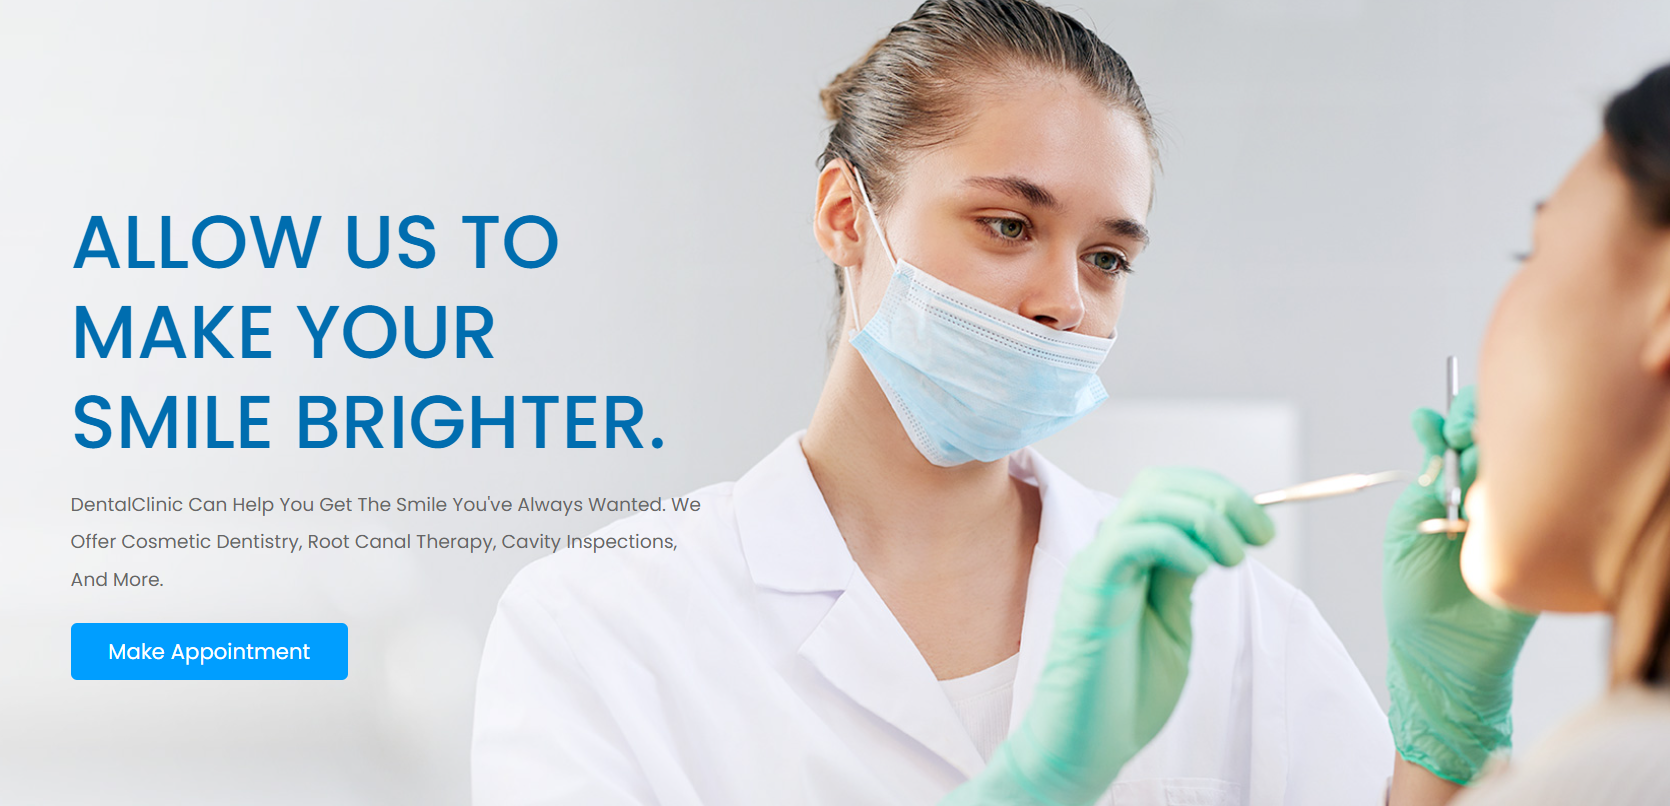 ALLOW US TO
MAKE YOUR
SMILE BRIGHTER.
DentalClinic Can Help You Get The Smile You've Always Wanted. We
Offer Cosmetic Dentistry, Root Canal Therapy, Cavity Inspections,
And More.
Make Appointment